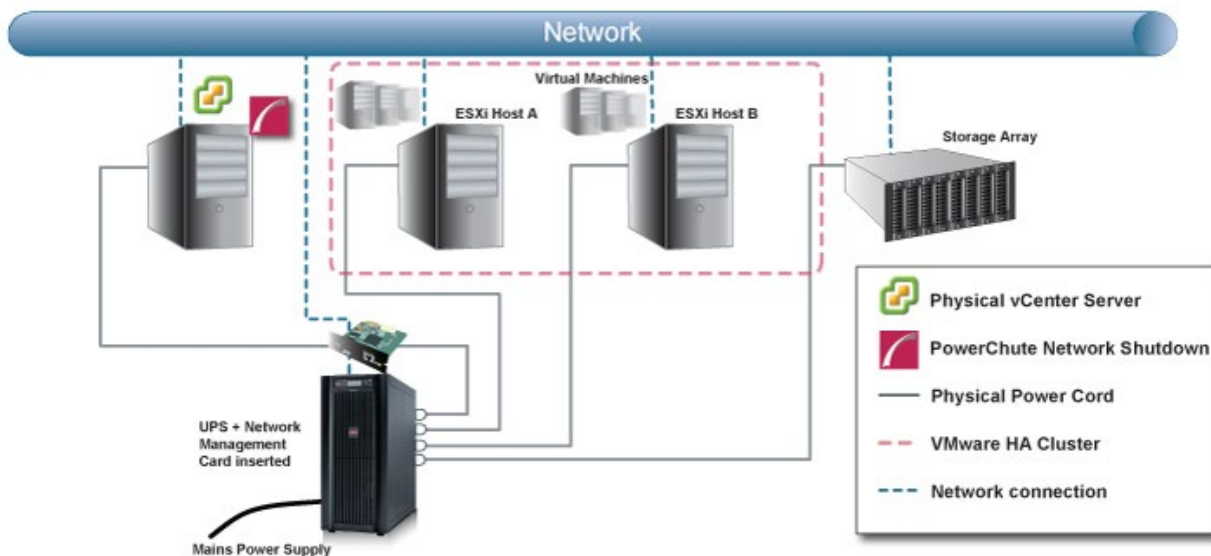 Network
Virtual Machines
ESXi Host A
ESXi Host B
Storage Array
UPS + Network
Management
Card inserted
Mains Power Supply
Physical vCenter Server
PowerChute Network Shutdown
Physical Power Cord
VMware HA Cluster
Network connection